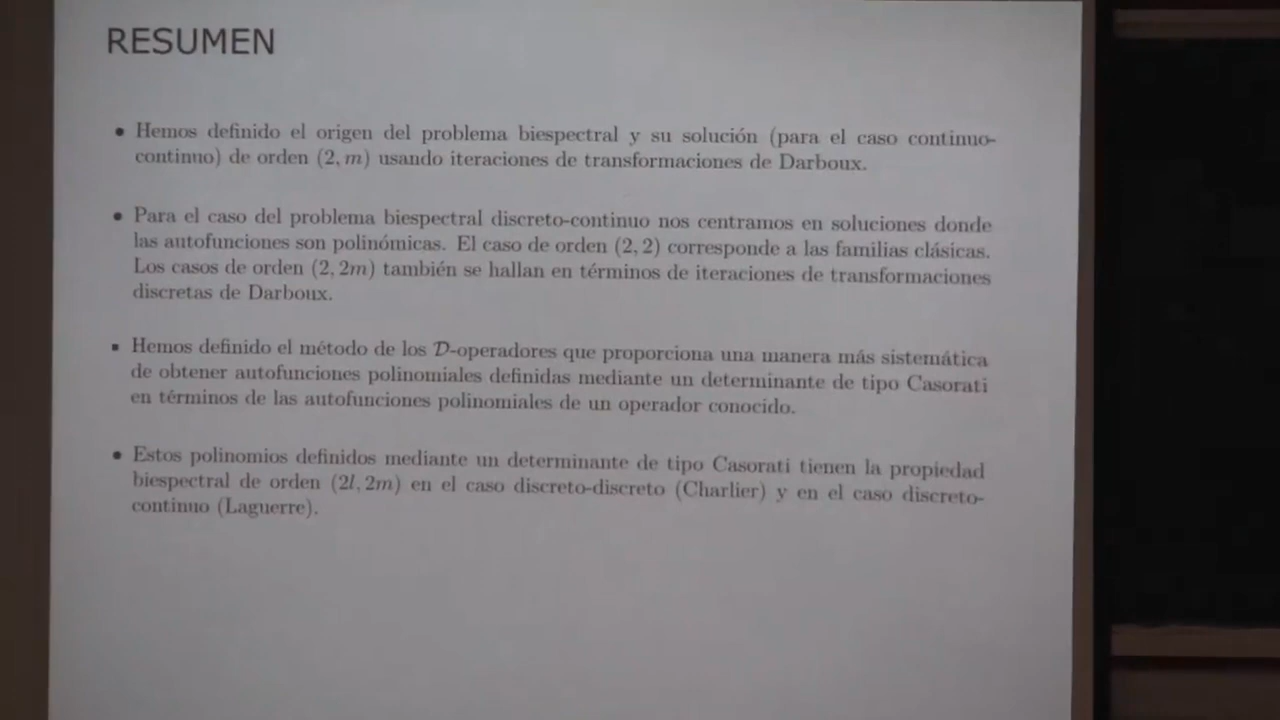 RESUMEN
• Hemos definido el origen del problema biespectral y su solución (para el caso continuo-
continuo) de orden (2, m) usando iteraciones de transformaciones de Darboux.
• Para el caso del problema biespectral discreto-continuo nos centramos en soluciones donde
las autofunciones son polinómicas. El caso de orden (2, 2) corresponde a las familias clásicas.
Los casos de orden (2, 2m) también se hallan en términos de iteraciones de transformaciones
discretas de Darboux.
▪ Hemos definido el método de los 𝒟-operadores que proporciona una manera más sistemática
de obtener autofunciones polinomiales definidas mediante un determinante de tipo Casorati
en términos de las autofunciones polinomiales de un operador conocido.
• Estos polinomios definidos mediante un determinante de tipo Casorati tienen la propiedad
biespectral de orden (2l, 2m) en el caso discreto-discreto (Charlier) y en el caso discreto-
continuo (Laguerre).